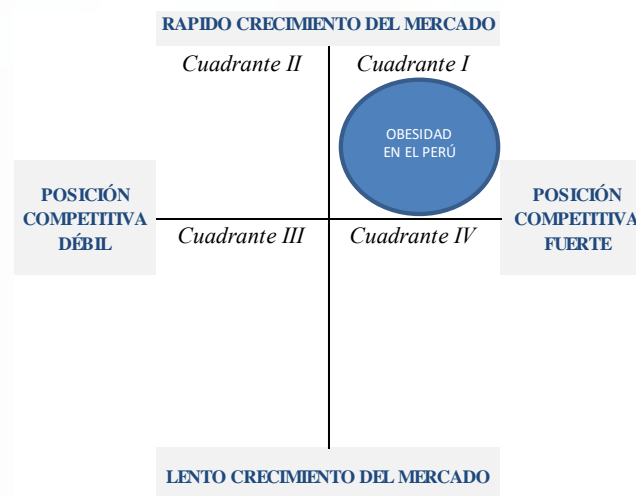 RAPIDO CRECIMIENTO DEL MERCADO
Cuadrante II
Cuadrante I
OBESIDAD
EN EL PERÚ
POSICIÓN
COMPETITIVA
DÉBIL
POSICIÓN
COMPETITIVA
FUERTE
Cuadrante III
Cuadrante IV
LENTO CRECIMIENTO DEL MERCADO